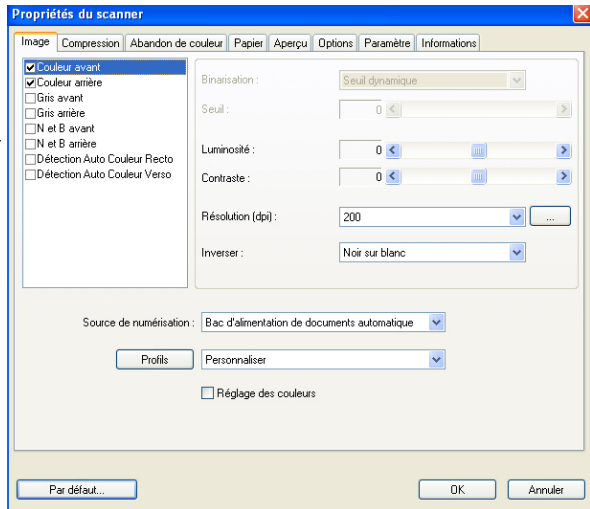 Propriétés du scanner
Image Compression Abandon de couleur Papier Aperçu Options Paramètre Informations
Couleur avant
Couleur arrière
Gris avant
Gris arrière
N et B avant
N et B arrière
Détection Auto Couleur Recto
Détection Auto Couleur Verso
Binarisation : Seuil dynamique
Seuil : 0
Luminosité : 0
Contraste : 0
Résolution (dpi) : 200 ...
Inverser : Noir sur blanc
Source de numérisation : Bac d'alimentation de documents automatique
Profils Personnaliser
Réglage des couleurs
Par défaut... OK Annuler